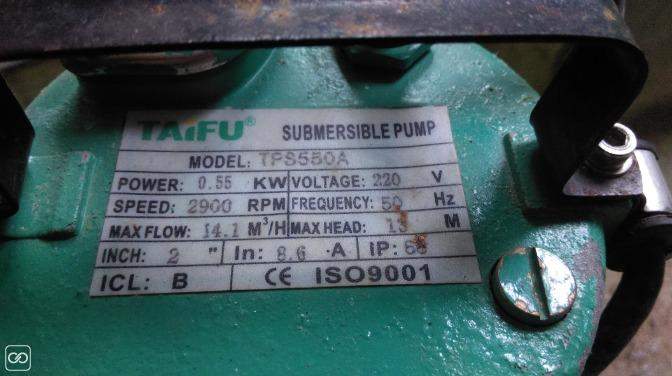 TAiFU® SUBMERSIBLE PUMP
MODEL: TPS550A
POWER: 0.55 KW VOLTAGE: 220 V
SPEED: 2900 RPM FREQUENCY: 50 Hz
MAX FLOW: 14.1 M³/H MAX HEAD: M
INCH: 2 " In: 8.6 ·A IP:
ICL: B CE ISO9001